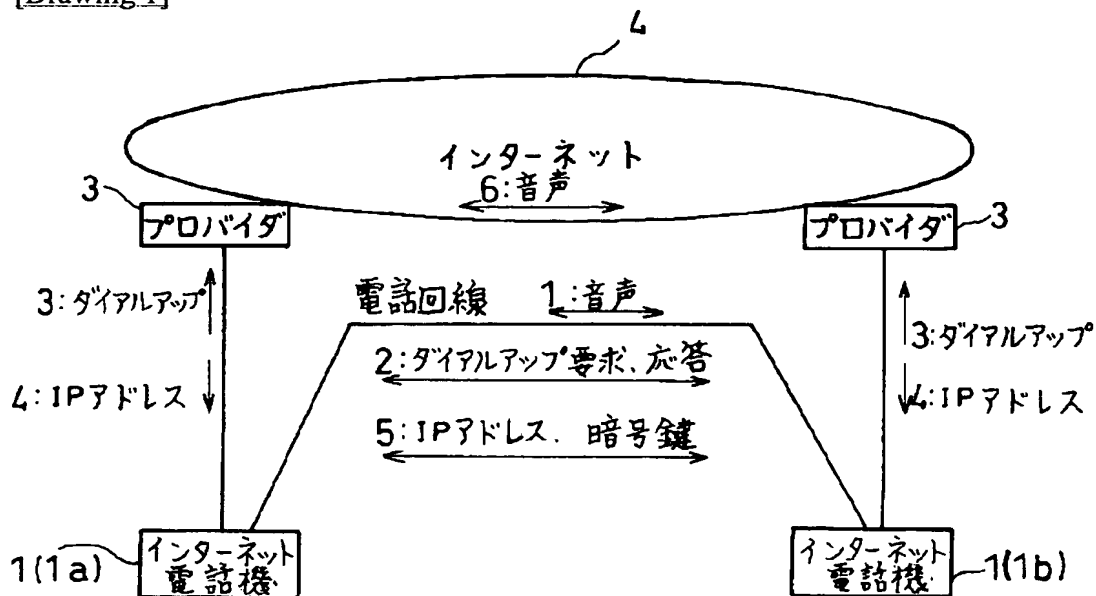 [Drawing 1]
4
インターネット
6:音声
3
プロバイダ
プロバイダ
3
3:ダイアルアップ
電話回線 1:音声
3:ダイアルアップ
2:ダイアルアップ要求、応答
4:IPアドレス
4:IPアドレス
5:IPアドレス、暗号鍵
1(1a)
インターネット
電話機
インターネット
電話機
1(1b)